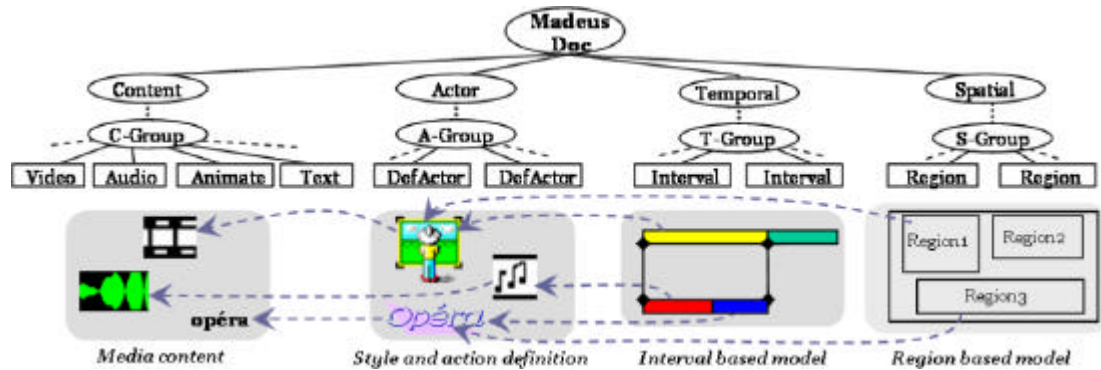 Madeus
Doc
Content Actor Temporal Spatial
C-Group A-Group T-Group S-Group
Video Audio Animate Text DefActor DefActor Interval Interval Region Region
Region1 Region2
Region3
opéra Opéra
Media content Style and action definition Interval based model Region based model